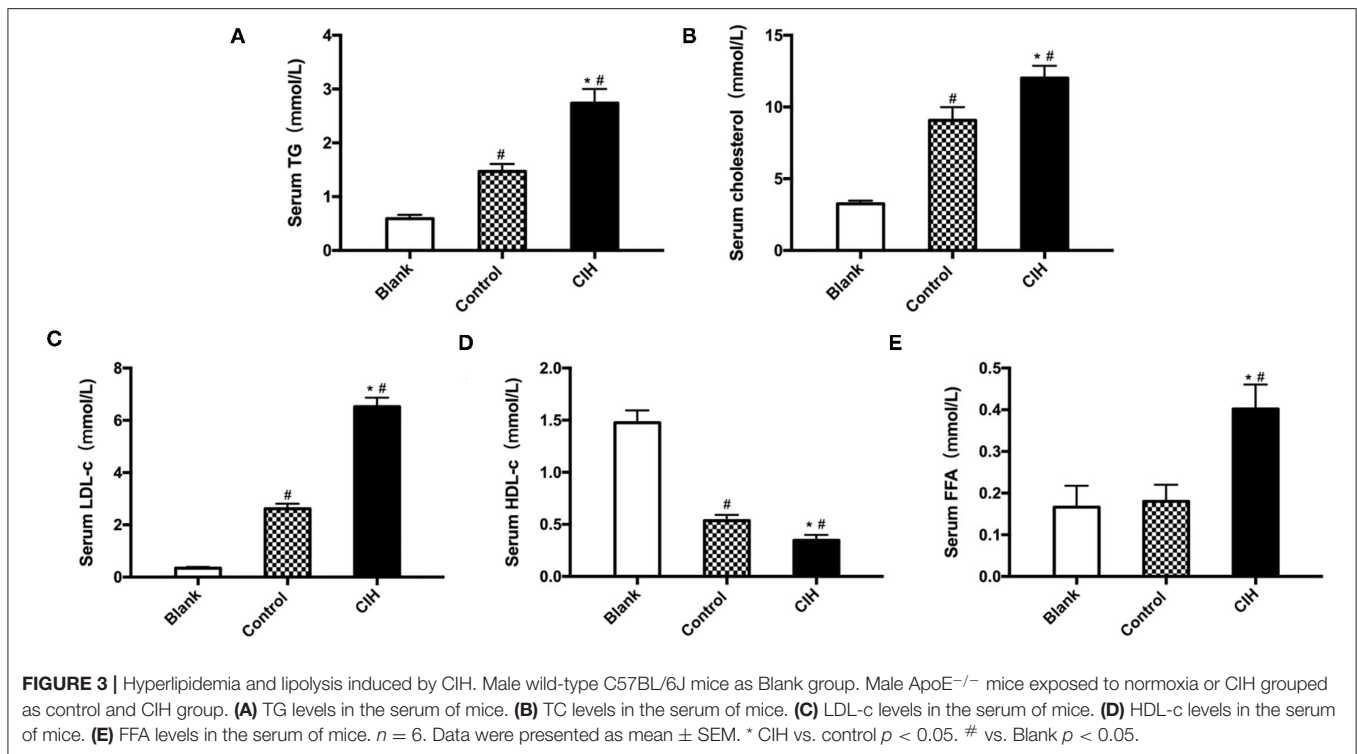 A
Serum TG (mmol/L)
4
3
2
1
0
#
* #
Blank
Control
CIH
B
Serum cholesterol (mmol/L)
15
10
5
0
#
* #
Blank
Control
CIH
C
Serum LDL-c (mmol/L)
8
6
4
2
0
#
* #
Blank
Control
CIH
D
Serum HDL-c (mmol/L)
2.0
1.5
1.0
0.5
0.0
#
* #
Blank
Control
CIH
E
Serum FFA (mmol/L)
0.5
0.4
0.3
0.2
0.1
0.0
* #
Blank
Control
CIH
FIGURE 3 | Hyperlipidemia and lipolysis induced by CIH. Male wild-type C57BL/6J mice as Blank group. Male ApoE−/− mice exposed to normoxia or CIH grouped
as control and CIH group. (A) TG levels in the serum of mice. (B) TC levels in the serum of mice. (C) LDL-c levels in the serum of mice. (D) HDL-c levels in the serum
of mice. (E) FFA levels in the serum of mice. n = 6. Data were presented as mean ± SEM. * CIH vs. control p < 0.05. # vs. Blank p < 0.05.